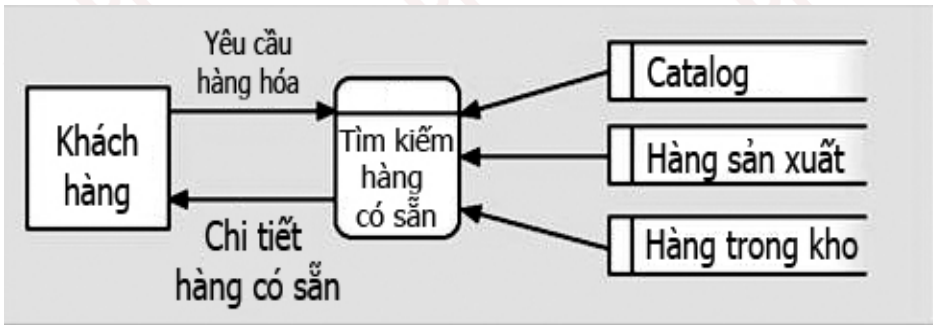 Yêu cầu
hàng hóa
Khách
hàng
Tìm kiếm
hàng
có sẵn
Chi tiết
hàng có sẵn
Catalog
Hàng sản xuất
Hàng trong kho